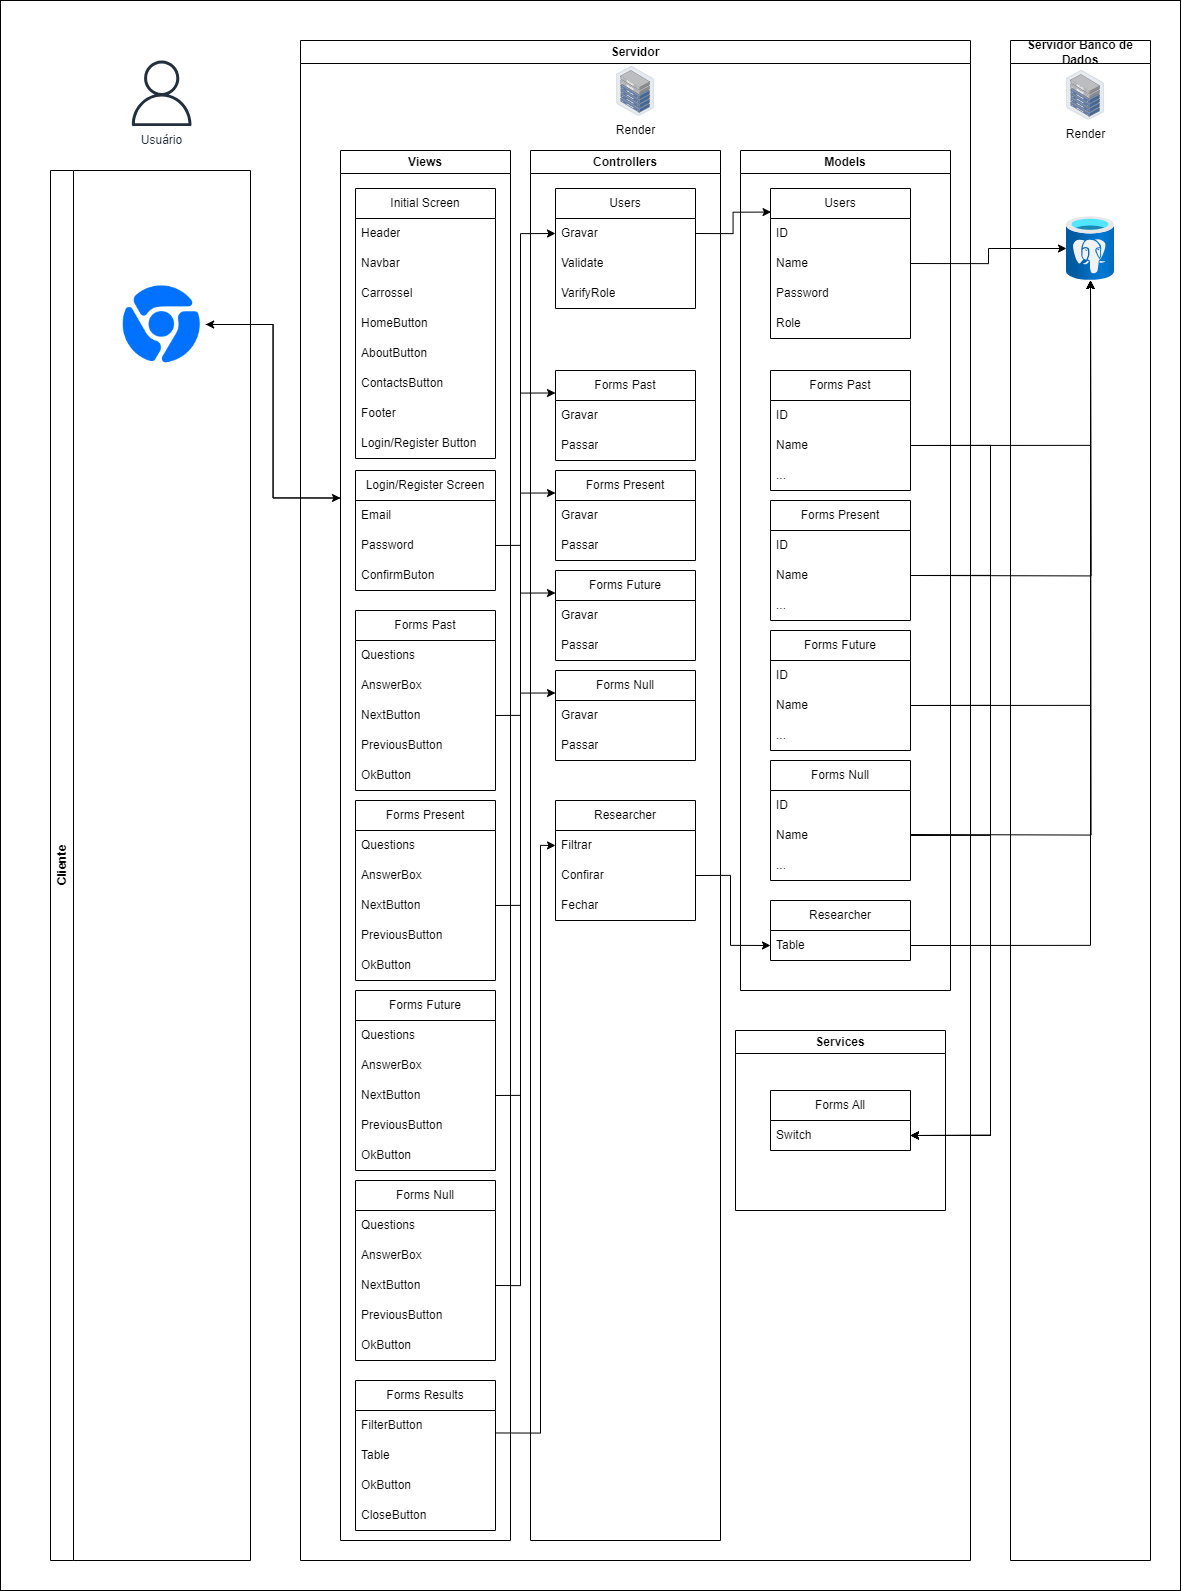 Usuário
Cliente
Servidor
Render
Views
Initial Screen
Header
Navbar
Carrossel
HomeButton
AboutButton
ContactsButton
Footer
Login/Register Button
Login/Register Screen
Email
Password
ConfirmButon
Forms Past
Questions
AnswerBox
NextButton
PreviousButton
OkButton
Forms Present
Questions
AnswerBox
NextButton
PreviousButton
OkButton
Forms Future
Questions
AnswerBox
NextButton
PreviousButton
OkButton
Forms Null
Questions
AnswerBox
NextButton
PreviousButton
OkButton
Forms Results
FilterButton
Table
OkButton
CloseButton
Controllers
Users
Gravar
Validate
VarifyRole
Forms Past
Gravar
Passar
Forms Present
Gravar
Passar
Forms Future
Gravar
Passar
Forms Null
Gravar
Passar
Researcher
Filtrar
Confirar
Fechar
Models
Users
ID
Name
Password
Role
Forms Past
ID
Name
...
Forms Present
ID
Name
...
Forms Future
ID
Name
...
Forms Null
ID
Name
...
Researcher
Table
Services
Forms All
Switch
Servidor Banco de
Dados
Render